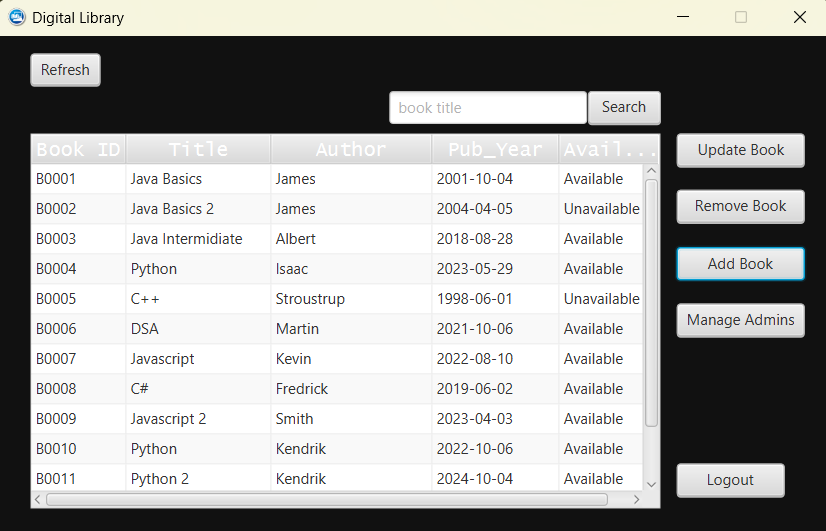 Digital Library
Refresh
book title Search
Book ID Title Author Pub_Year Avail...
B0001 Java Basics James 2001-10-04 Available
B0002 Java Basics 2 James 2004-04-05 Unavailable
B0003 Java Intermidiate Albert 2018-08-28 Available
B0004 Python Isaac 2023-05-29 Available
B0005 C++ Stroustrup 1998-06-01 Unavailable
B0006 DSA Martin 2021-10-06 Available
B0007 Javascript Kevin 2022-08-10 Available
B0008 C# Fredrick 2019-06-02 Available
B0009 Javascript 2 Smith 2023-04-03 Available
B0010 Python Kendrik 2022-10-06 Available
B0011 Python 2 Kendrik 2024-10-04 Available
Update Book
Remove Book
Add Book
Manage Admins
Logout